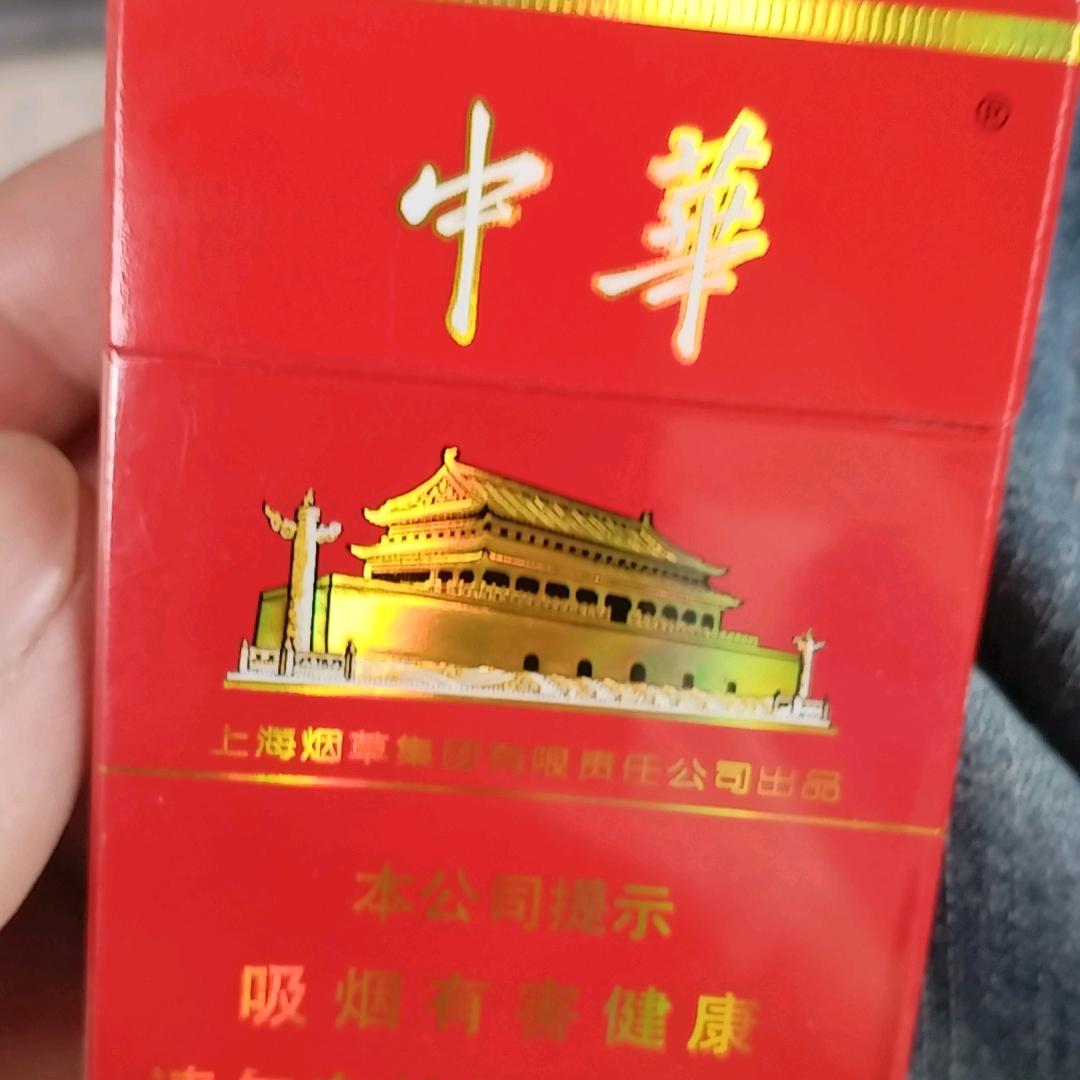 中華
®
上海烟草集团有限责任公司出品
本公司提示
吸烟有害健康